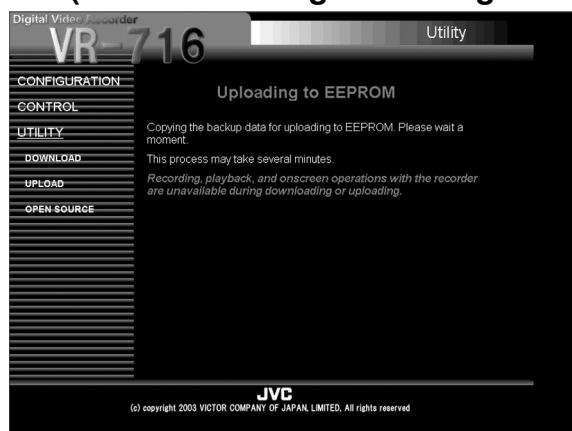 Digital Video Recorder
VR-716
Utility
CONFIGURATION
CONTROL
UTILITY
DOWNLOAD
UPLOAD
OPEN SOURCE
Uploading to EEPROM
Copying the backup data for uploading to EEPROM. Please wait a
moment.
This process may take several minutes.
Recording, playback, and onscreen operations with the recorder
are unavailable during downloading or uploading.
JVC
(c) copyright 2003 VICTOR COMPANY OF JAPAN, LIMITED, All rights reserved